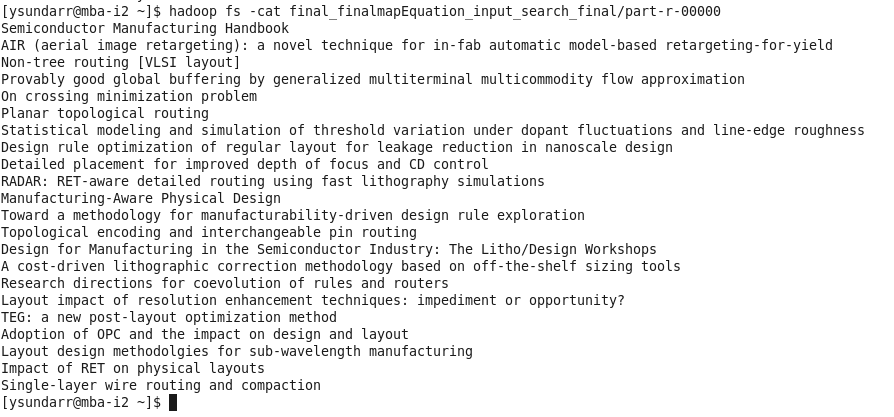 [ysundarr@mba-i2 ~]$ hadoop fs -cat final_finalmapEquation_input_search_final/part-r-00000
Semiconductor Manufacturing Handbook
AIR (aerial image retargeting): a novel technique for in-fab automatic model-based retargeting-for-yield
Non-tree routing [VLSI layout]
Provably good global buffering by generalized multiterminal multicommodity flow approximation
On crossing minimization problem
Planar topological routing
Statistical modeling and simulation of threshold variation under dopant fluctuations and line-edge roughness
Design rule optimization of regular layout for leakage reduction in nanoscale design
Detailed placement for improved depth of focus and CD control
RADAR: RET-aware detailed routing using fast lithography simulations
Manufacturing-Aware Physical Design
Toward a methodology for manufacturability-driven design rule exploration
Topological encoding and interchangeable pin routing
Design for Manufacturing in the Semiconductor Industry: The Litho/Design Workshops
A cost-driven lithographic correction methodology based on off-the-shelf sizing tools
Research directions for coevolution of rules and routers
Layout impact of resolution enhancement techniques: impediment or opportunity?
TEG: a new post-layout optimization method
Adoption of OPC and the impact on design and layout
Layout design methodolgies for sub-wavelength manufacturing
Impact of RET on physical layouts
Single-layer wire routing and compaction
[ysundarr@mba-i2 ~]$